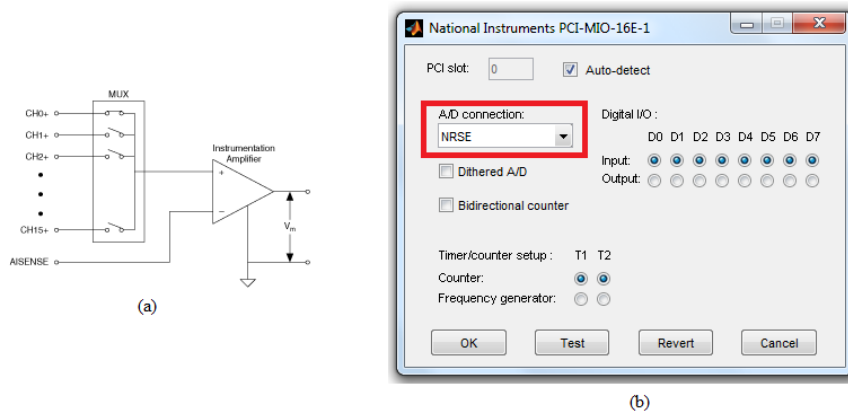 MUX
CH0+
CH1+
CH2+
CH15+
AISENSE
Instrumentation
Amplifier
+
−
Vm
(a)
National Instruments PCI-MIO-16E-1
PCI slot: 0 Auto-detect
A/D connection: Digital I/O :
NRSE
D0 D1 D2 D3 D4 D5 D6 D7
Input:
Output:
Dithered A/D
Bidirectional counter
Timer/counter setup : T1 T2
Counter:
Frequency generator:
OK Test Revert Cancel
(b)